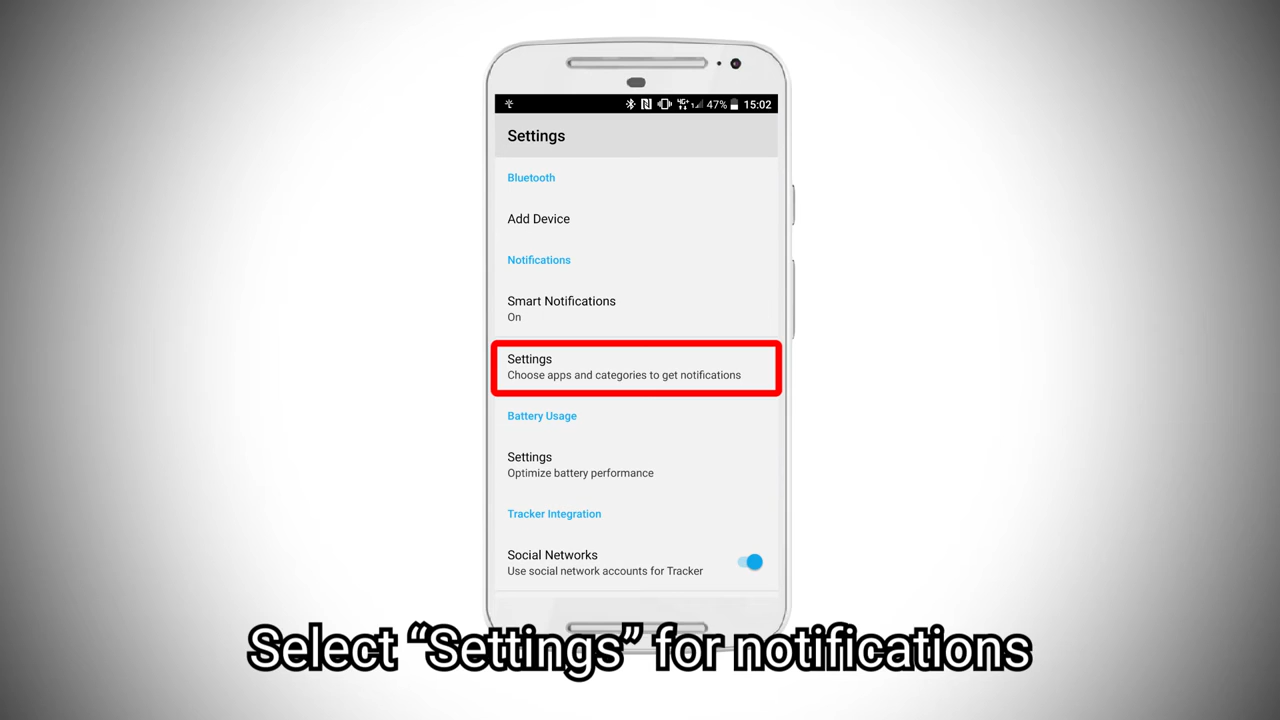 47% 15:02
Settings
Bluetooth
Add Device
Notifications
Smart Notifications
On
Settings
Choose apps and categories to get notifications
Battery Usage
Settings
Optimize battery performance
Tracker Integration
Social Networks
Use social network accounts for Tracker
Select “Settings” for notifications